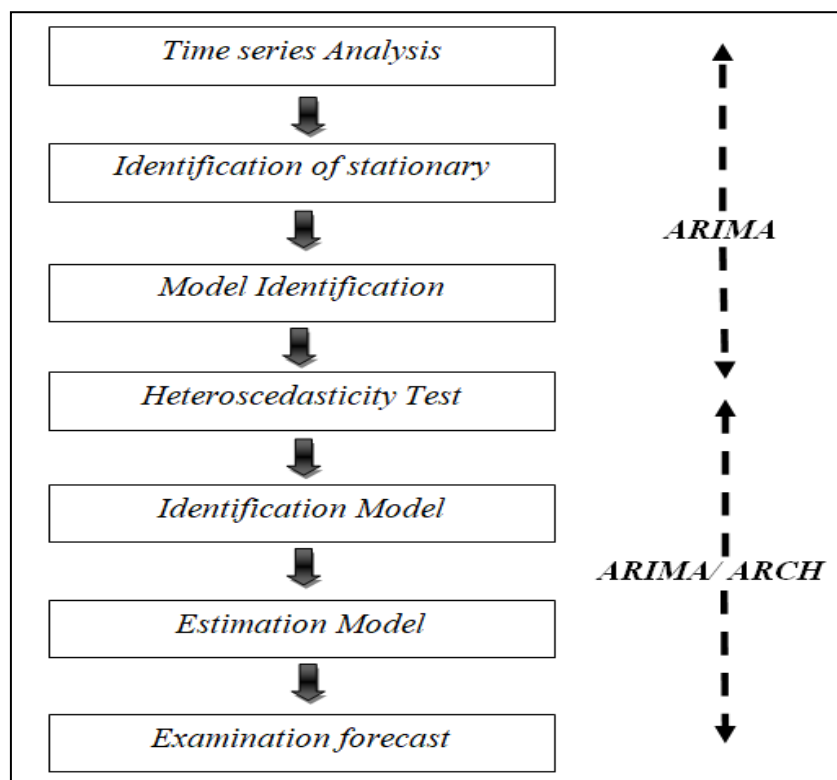 Time series Analysis
Identification of stationary
Model Identification
Heteroscedasticity Test
Identification Model
Estimation Model
Examination forecast
ARIMA
ARIMA/ ARCH